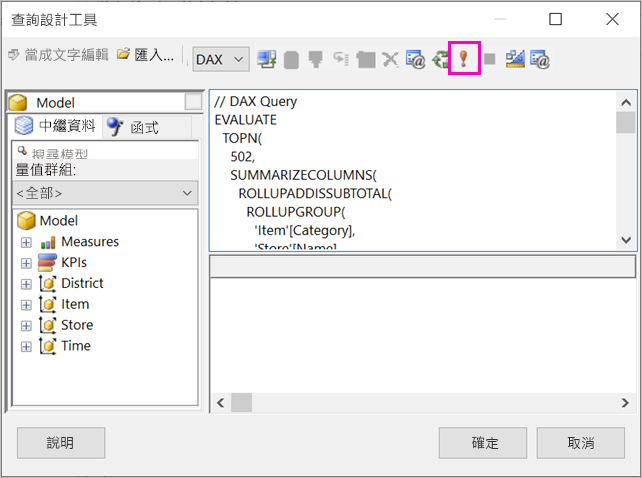 查詢設計工具
當成文字編輯 匯入... DAX
Model
中繼資料 函式
搜尋模型
量值群組:
<全部>
Model
Measures
KPIs
District
Item
Store
Time
// DAX Query
EVALUATE
TOPN(
502,
SUMMARIZECOLUMNS(
ROLLUPADDISSUBTOTAL(
ROLLUPGROUP(
'Item'[Category],
'Store'[Name],
說明 確定 取消